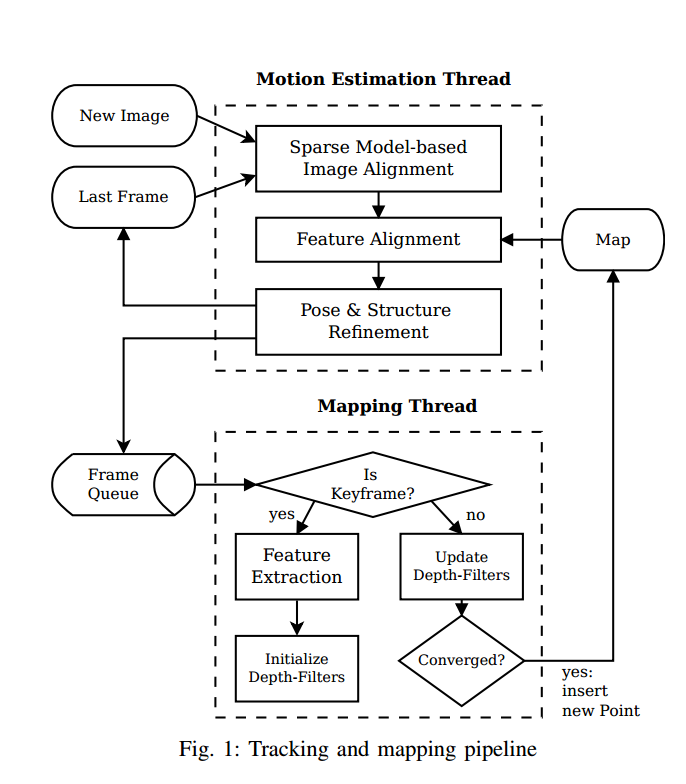 Motion Estimation Thread
New Image
Sparse Model-based
Image Alignment
Last Frame
Feature Alignment
Map
Pose & Structure
Refinement
Mapping Thread
Frame
Queue
Is
Keyframe?
yes
no
Feature
Extraction
Update
Depth-Filters
Initialize
Depth-Filters
Converged?
yes:
insert
new Point
Fig. 1: Tracking and mapping pipeline